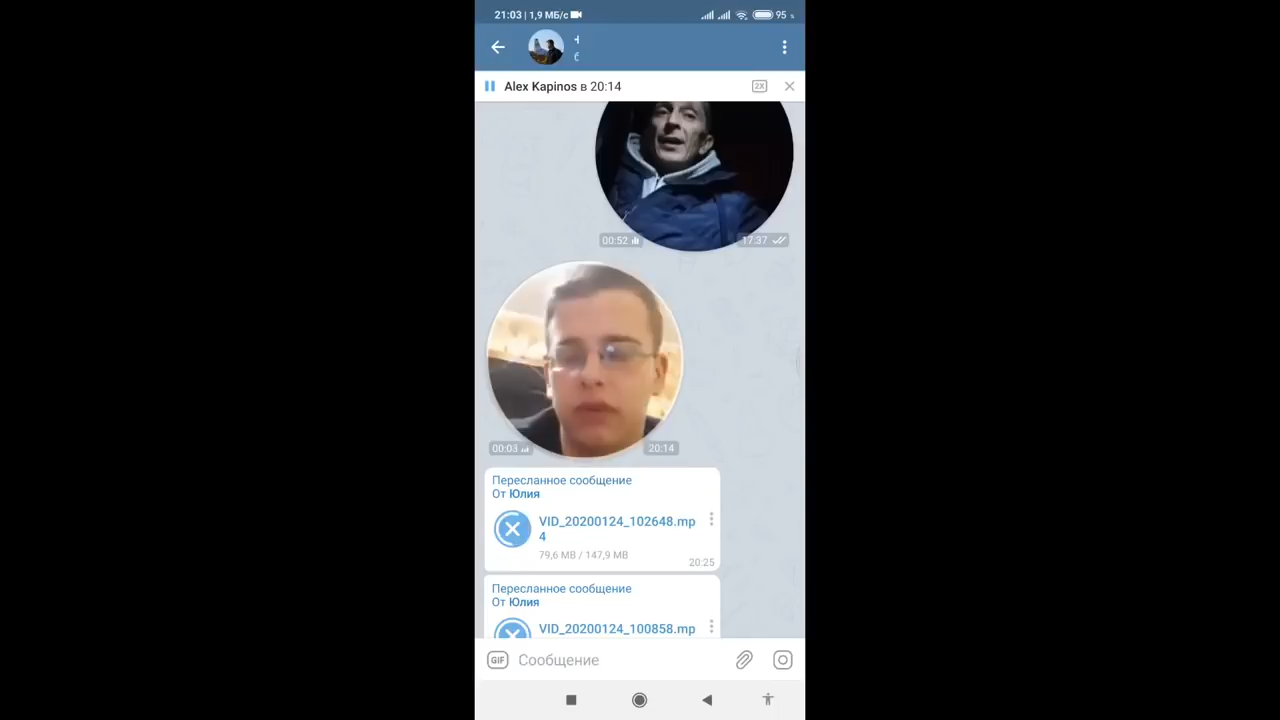 21:03 | 1,9 МБ/с
95
Alex Kapinos в 20:14
2X
00:52
17:37
00:03
20:14
Пересланное сообщение
От Юлия
VID_20200124_102648.mp
4
79,6 MB / 147,9 MB
20:25
Пересланное сообщение
От Юлия
VID_20200124_100858.mp
GIF
Сообщение